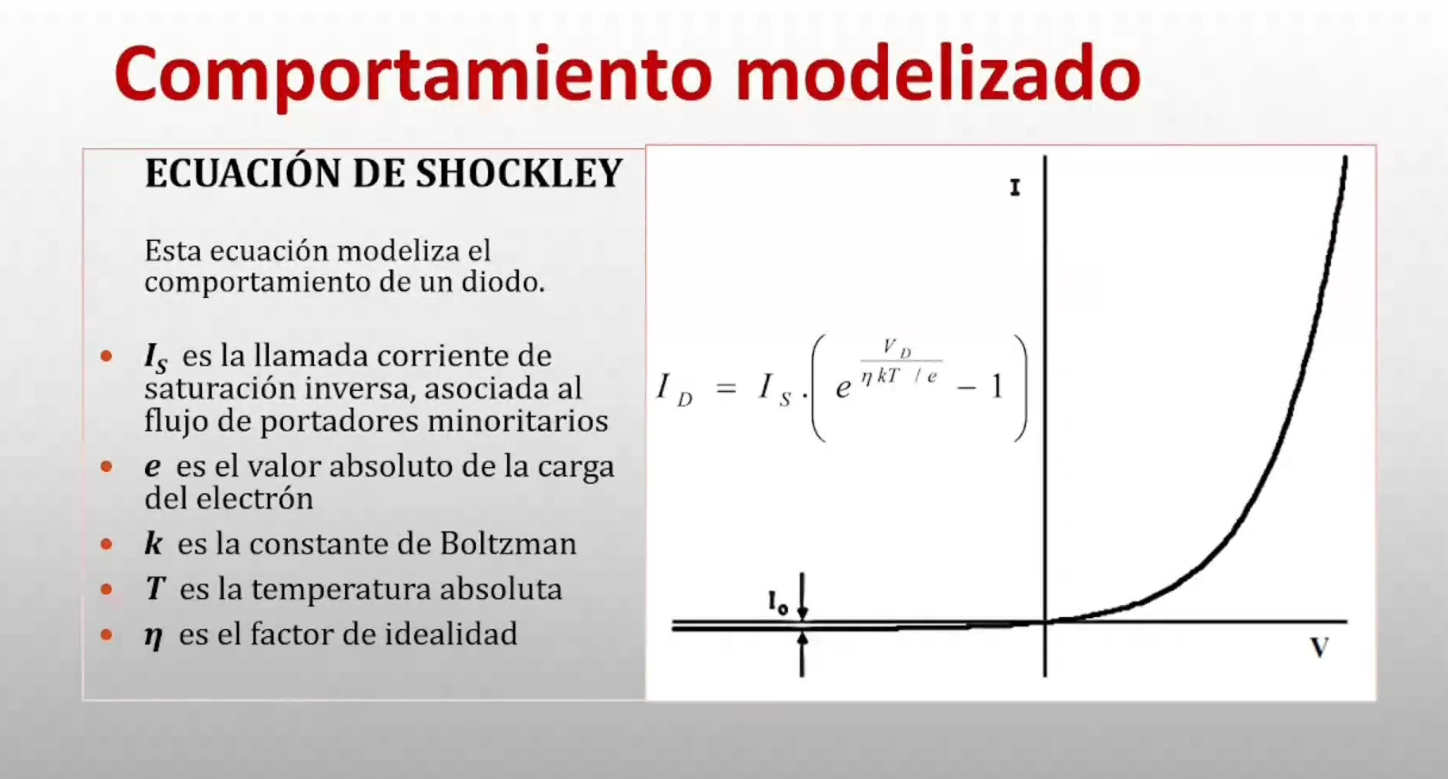 Comportamiento modelizado
ECUACIÓN DE SHOCKLEY
Esta ecuación modeliza el
comportamiento de un diodo.
• I_S es la llamada corriente de
saturación inversa, asociada al
flujo de portadores minoritarios
• e es el valor absoluto de la carga
del electrón
• k es la constante de Boltzman
• T es la temperatura absoluta
• η es el factor de idealidad
I
I_D = I_S . ( e^(V_D / (η kT / e)) − 1 )
I_o
V